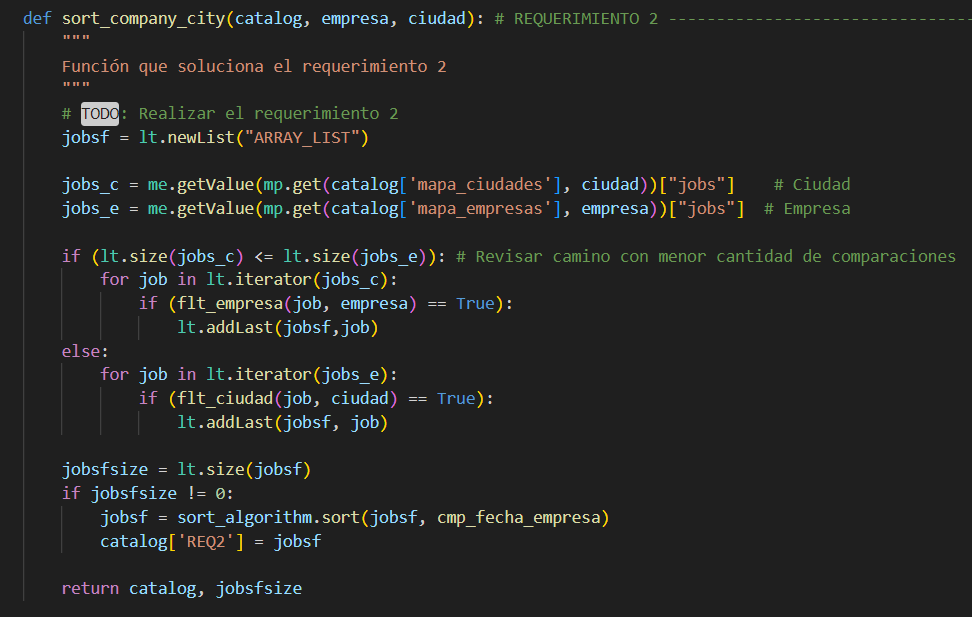 def sort_company_city(catalog, empresa, ciudad): # REQUERIMIENTO 2 --------------------------------
    """
    Función que soluciona el requerimiento 2
    """
    # TODO: Realizar el requerimiento 2
    jobsf = lt.newList("ARRAY_LIST")

    jobs_c = me.getValue(mp.get(catalog['mapa_ciudades'], ciudad))["jobs"]    # Ciudad
    jobs_e = me.getValue(mp.get(catalog['mapa_empresas'], empresa))["jobs"]  # Empresa

    if (lt.size(jobs_c) <= lt.size(jobs_e)): # Revisar camino con menor cantidad de comparaciones
        for job in lt.iterator(jobs_c):
            if (flt_empresa(job, empresa) == True):
                lt.addLast(jobsf,job)
    else:
        for job in lt.iterator(jobs_e):
            if (flt_ciudad(job, ciudad) == True):
                lt.addLast(jobsf, job)

    jobsfsize = lt.size(jobsf)
    if jobsfsize != 0:
        jobsf = sort_algorithm.sort(jobsf, cmp_fecha_empresa)
        catalog['REQ2'] = jobsf

    return catalog, jobsfsize